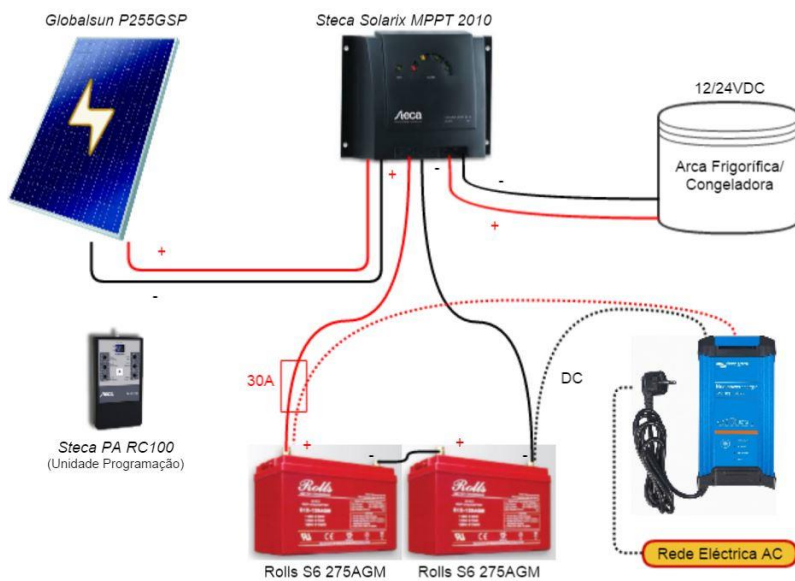 Globalsun P255GSP
Steca Solarix MPPT 2010
12/24VDC
Steca
Arca Frigorífica/
Congeladora
+
-
+
-
-
+
+
-
30A
DC
Steca
Steca PA RC100
(Unidade Programação)
+
-
+
-
Rolls
Rolls
Rolls S6 275AGM
Rolls S6 275AGM
Rede Eléctrica AC